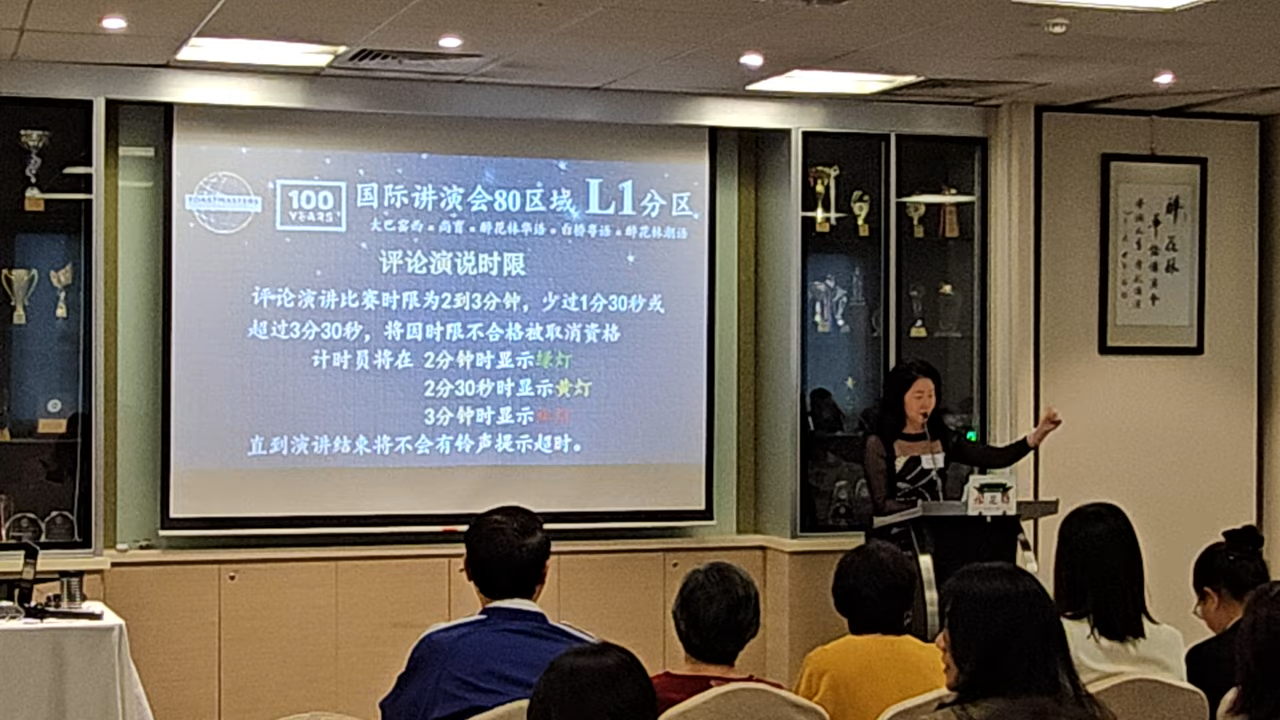 TOASTMASTERS
100
YEARS
国际讲演会80区域 L1分区
大巴窑西 • 尚育 • 醉花林华语 • 白桥粤语 • 醉花林潮语
评论演说时限
评论演讲比赛时限为2到3分钟，少过1分30秒或
超过3分30秒，将因时限不合格被取消资格
计时员将在 2分钟时显示绿灯
2分30秒时显示黄灯
3分钟时显示红灯
直到演讲结束将不会有铃声提示超时。
醉花林